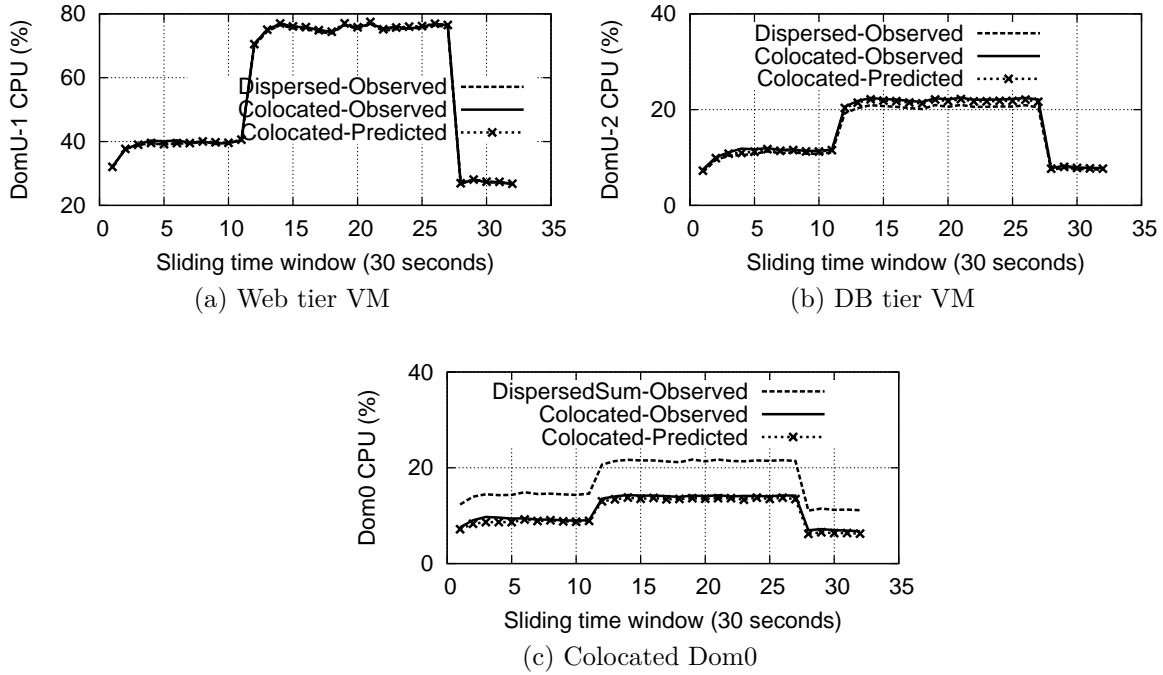 80
60
40
20
0 5 10 15 20 25 30 35
DomU-1 CPU (%)
Dispersed-Observed
Colocated-Observed
Colocated-Predicted
Sliding time window (30 seconds)
(a) Web tier VM
40
20
0
0 5 10 15 20 25 30 35
DomU-2 CPU (%)
Dispersed-Observed
Colocated-Observed
Colocated-Predicted
Sliding time window (30 seconds)
(b) DB tier VM
40
20
0
0 5 10 15 20 25 30 35
Dom0 CPU (%)
DispersedSum-Observed
Colocated-Observed
Colocated-Predicted
Sliding time window (30 seconds)
(c) Colocated Dom0